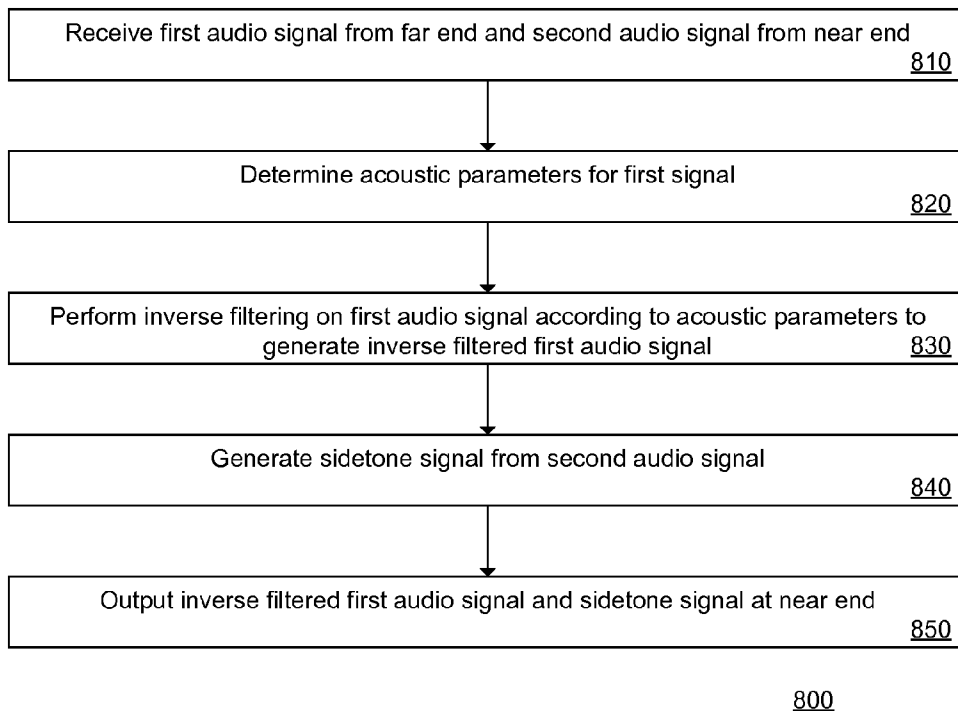 Receive first audio signal from far end and second audio signal from near end
810
Determine acoustic parameters for first signal
820
Perform inverse filtering on first audio signal according to acoustic parameters to
generate inverse filtered first audio signal
830
Generate sidetone signal from second audio signal
840
Output inverse filtered first audio signal and sidetone signal at near end
850
800